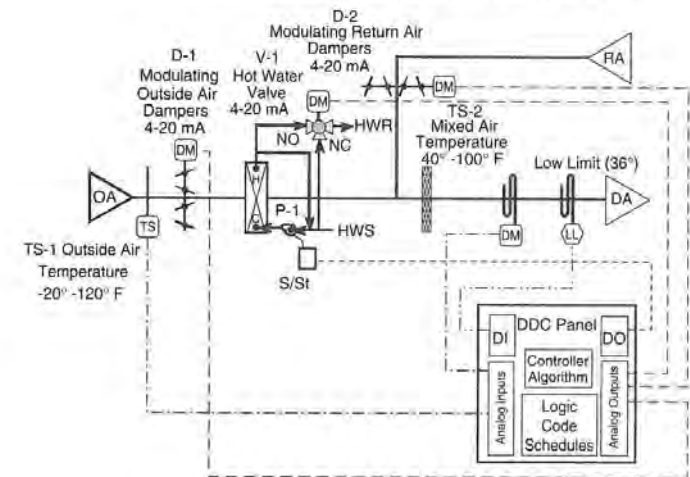 D-1
Modulating
Outside Air
Dampers
4-20 mA
V-1
Hot Water
Valve
4-20 mA
D-2
Modulating Return Air
Dampers
4-20 mA
DM
DM
DM
RA
NO
NC
HWR
TS-2
Mixed Air
Temperature
40° -100° F
Low Limit (36°)
OA
TS
H
C
P-1
HWS
S/St
DM
LL
DA
TS-1 Outside Air
Temperature
-20° -120° F
DI
DDC Panel
DO
Controller
Algorithm
Analog Inputs
Logic
Code
Schedules
Analog Outputs